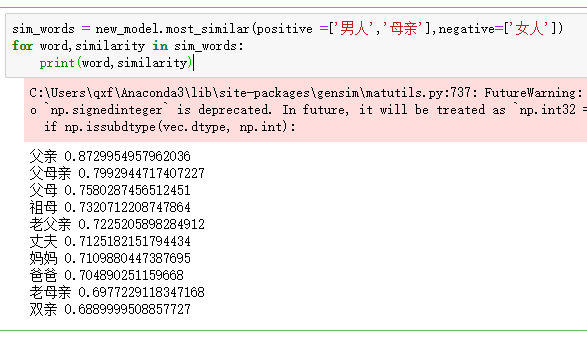 sim_words = new_model.most_similar(positive =['男人','母亲'],negative=['女人'])
for word,similarity in sim_words:
    print(word,similarity)
C:\Users\qxf\Anaconda3\lib\site-packages\gensim\matutils.py:737: FutureWarning:
o `np.signedinteger` is deprecated. In future, it will be treated as `np.int32 =
  if np.issubdtype(vec.dtype, np.int):
父亲 0.8729954957962036
父母亲 0.7992944717407227
父母 0.7580287456512451
祖母 0.7320712208747864
老父亲 0.7225205898284912
丈夫 0.7125182151794434
妈妈 0.7109880447387695
爸爸 0.704890251159668
老母亲 0.6977229118347168
双亲 0.6889999508857727